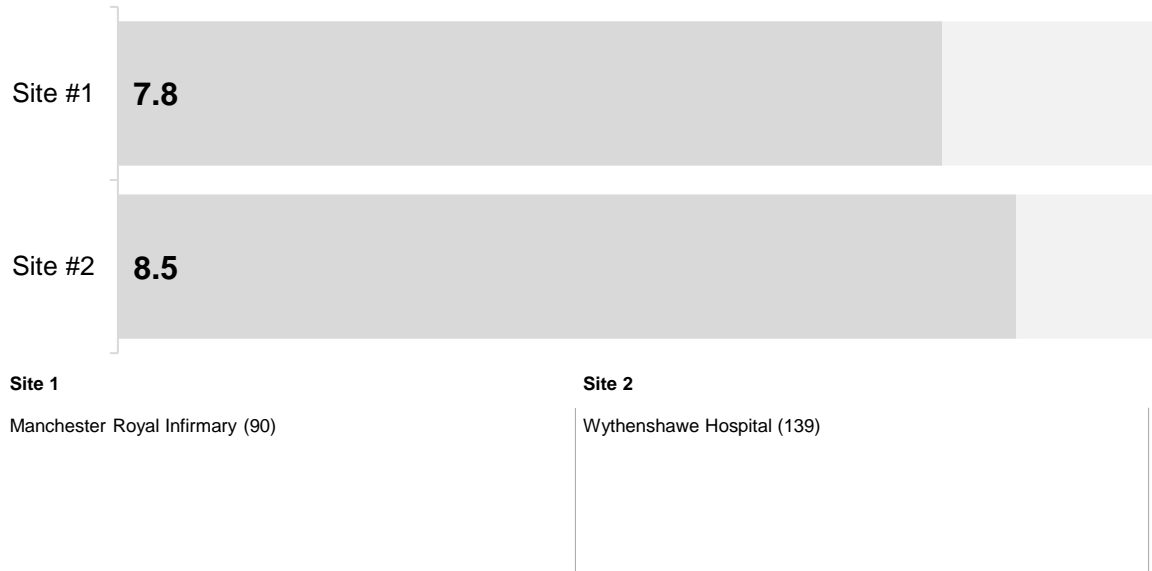 Site #1 7.8
Site #2 8.5
Site 1
Site 2
Manchester Royal Infirmary (90)
Wythenshawe Hospital (139)